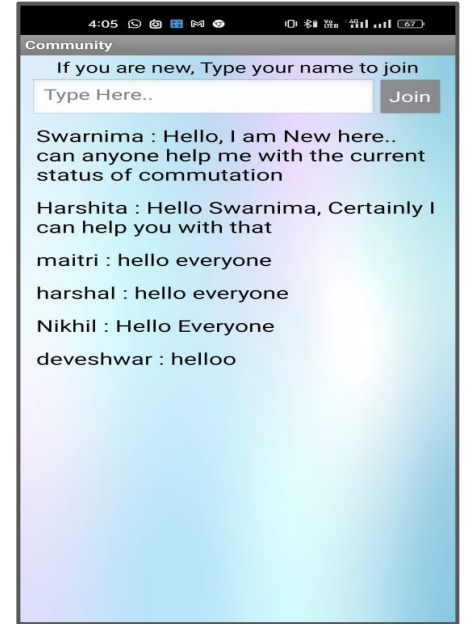 4:05 4G 67
Community
If you are new, Type your name to join
Type Here.. Join
Swarnima : Hello, I am New here..
can anyone help me with the current
status of commutation
Harshita : Hello Swarnima, Certainly I
can help you with that
maitri : hello everyone
harshal : hello everyone
Nikhil : Hello Everyone
deveshwar : helloo